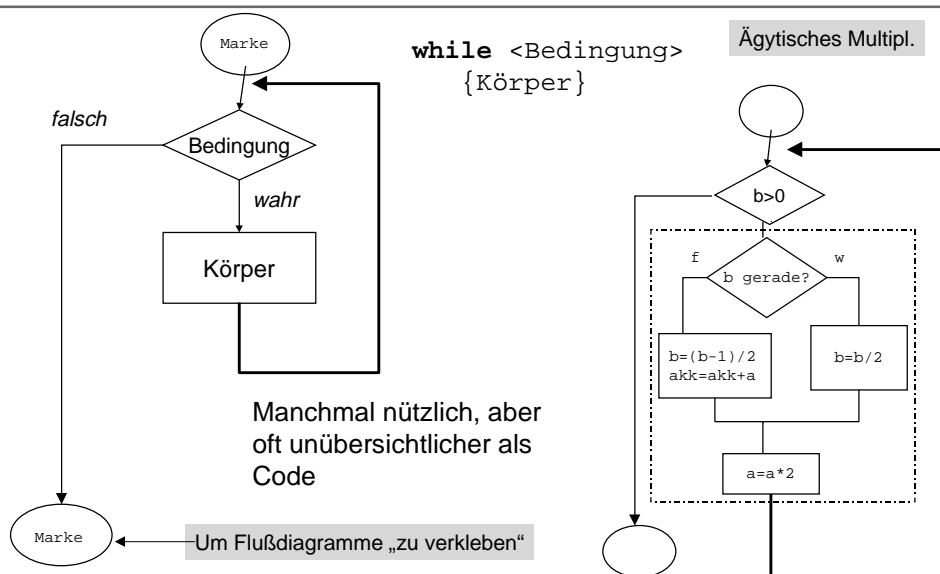 Marke
while <Bedingung>
{Körper}
Ägytisches Multipl.
falsch
Bedingung
wahr
Körper
Manchmal nützlich, aber
oft unübersichtlicher als
Code
Marke
Um Flußdiagramme „zu verkleben“
b>0
f
w
b gerade?
b=(b-1)/2
akk=akk+a
b=b/2
a=a*2